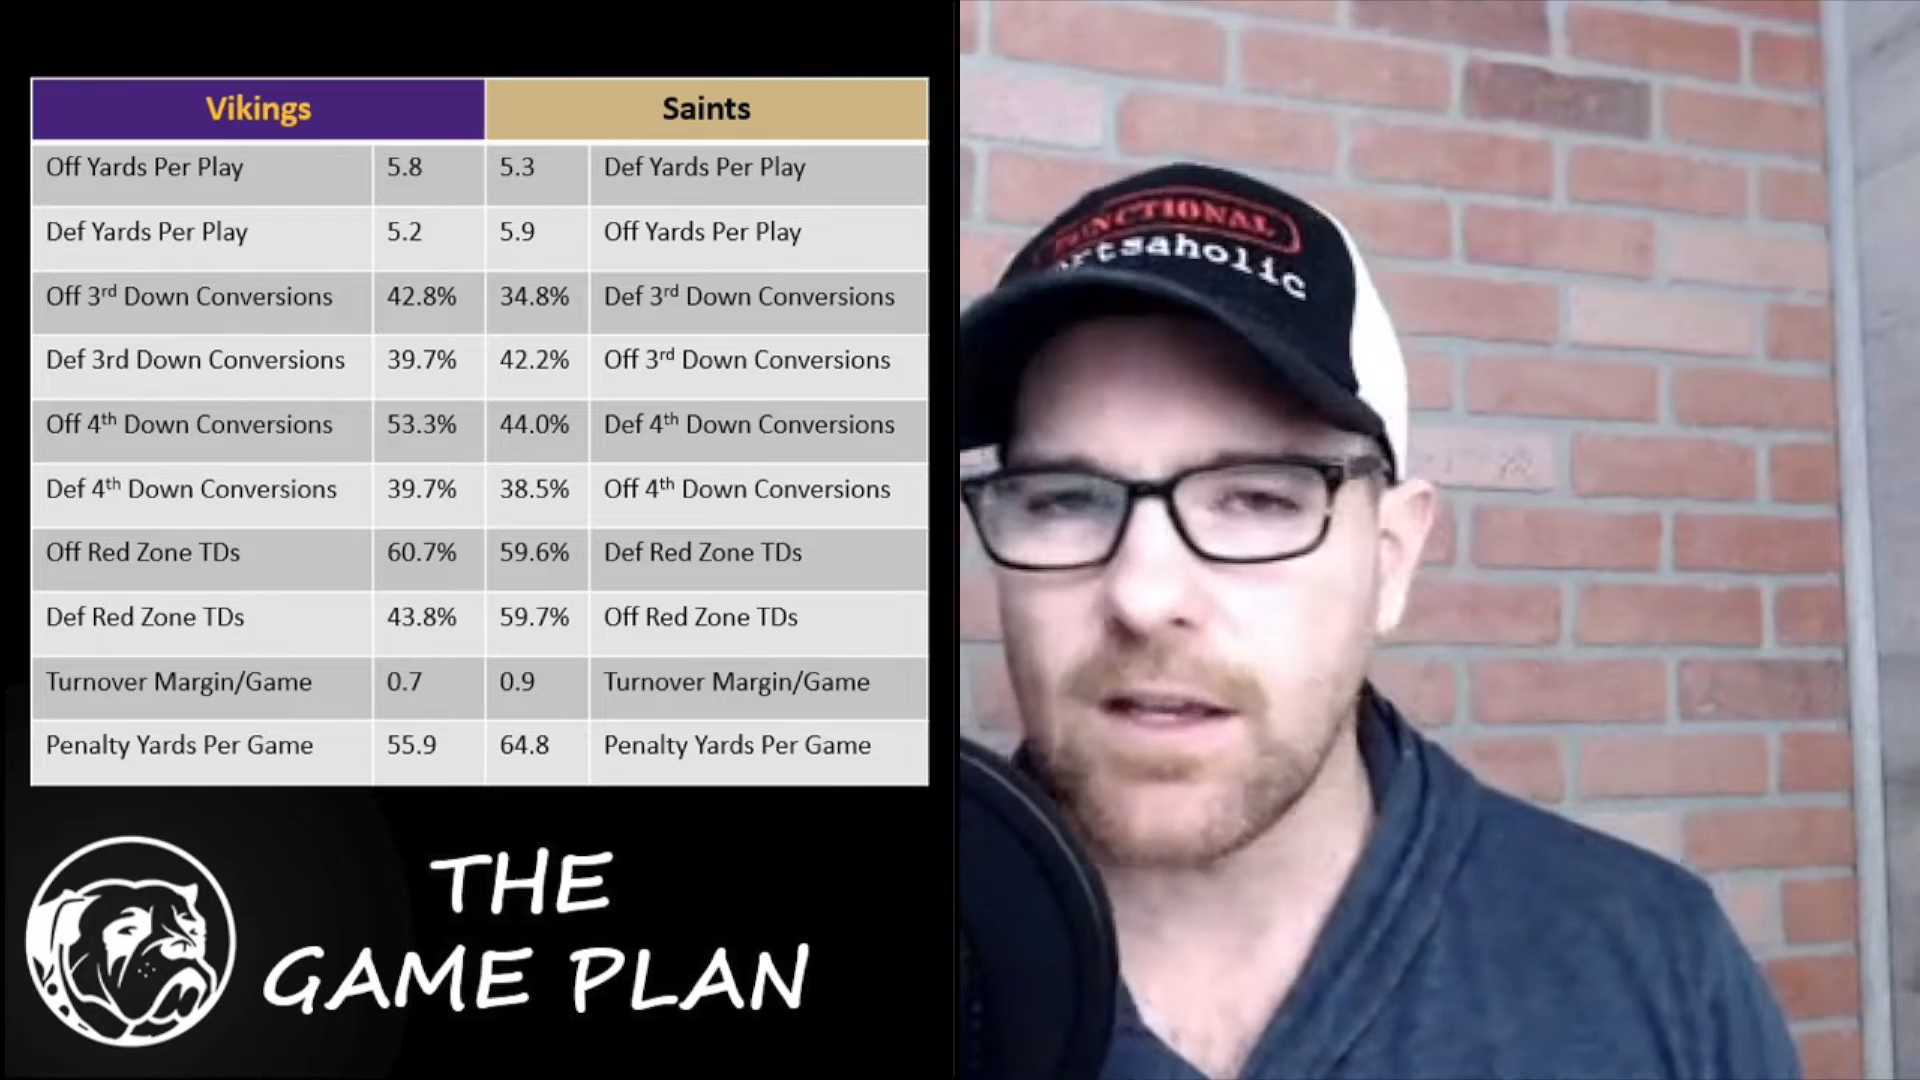 Vikings Saints
Off Yards Per Play 5.8 5.3 Def Yards Per Play
Def Yards Per Play 5.2 5.9 Off Yards Per Play
Off 3rd Down Conversions 42.8% 34.8% Def 3rd Down Conversions
Def 3rd Down Conversions 39.7% 42.2% Off 3rd Down Conversions
Off 4th Down Conversions 53.3% 44.0% Def 4th Down Conversions
Def 4th Down Conversions 39.7% 38.5% Off 4th Down Conversions
Off Red Zone TDs 60.7% 59.6% Def Red Zone TDs
Def Red Zone TDs 43.8% 59.7% Off Red Zone TDs
Turnover Margin/Game 0.7 0.9 Turnover Margin/Game
Penalty Yards Per Game 55.9 64.8 Penalty Yards Per Game
THE
GAME PLAN